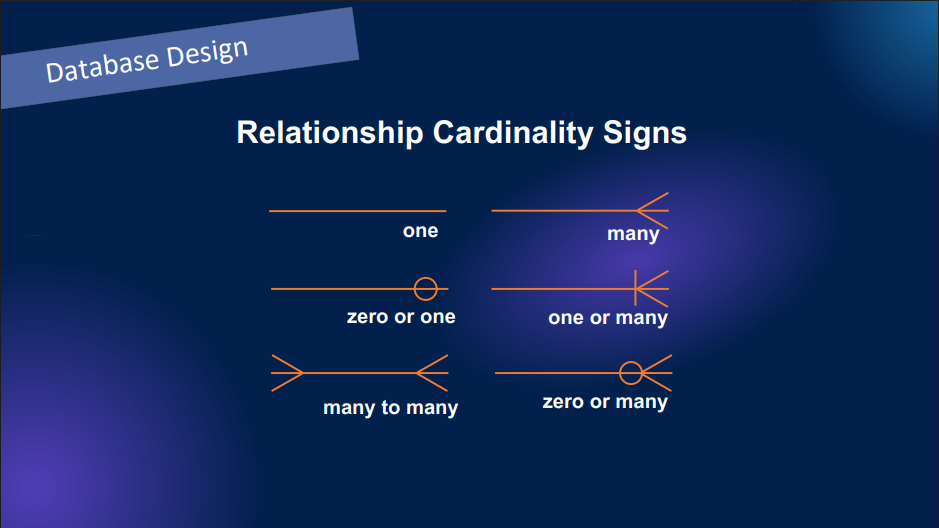 Database Design
Relationship Cardinality Signs
one
many
zero or one
one or many
many to many
zero or many